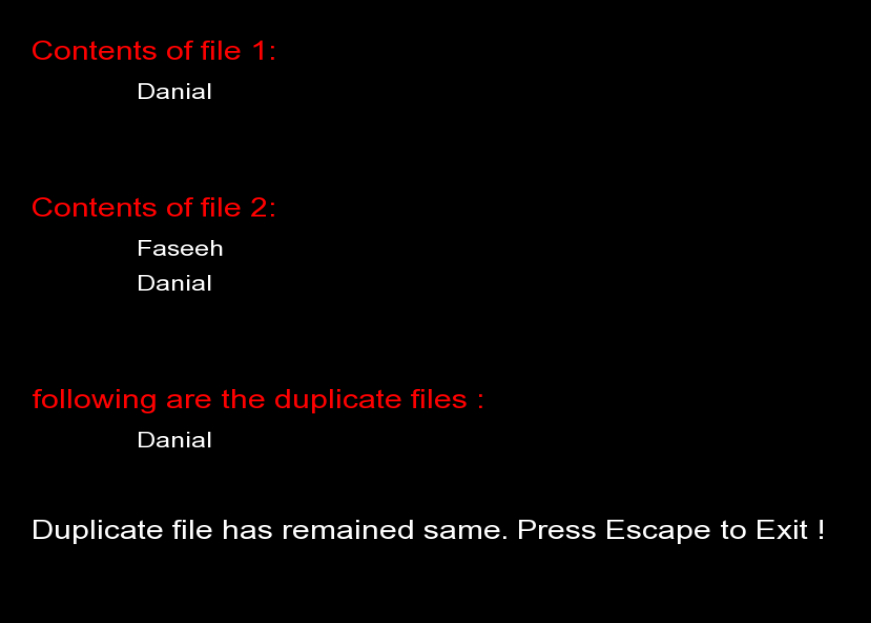 Contents of file 1:
Danial
Contents of file 2:
Faseeh
Danial
following are the duplicate files :
Danial
Duplicate file has remained same. Press Escape to Exit !